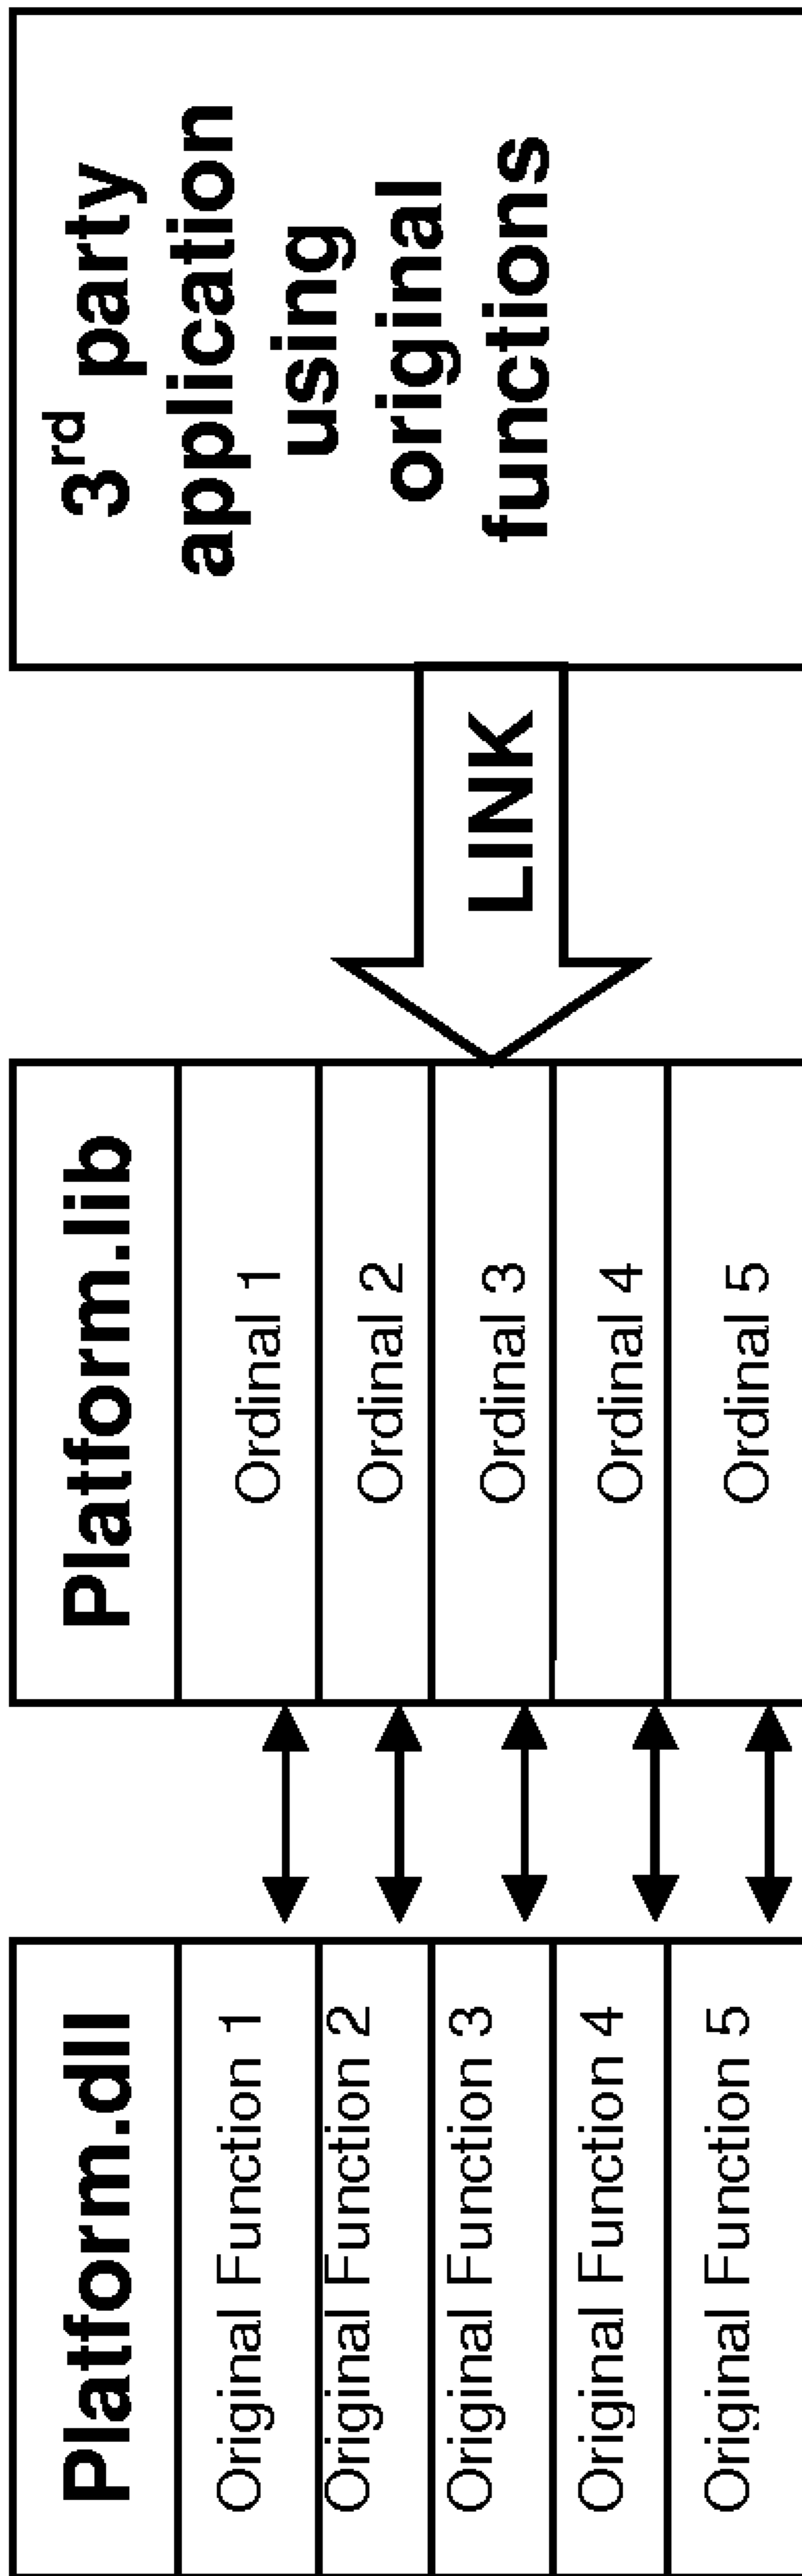 Platform.dll
Original Function 1
Original Function 2
Original Function 3
Original Function 4
Original Function 5
Platform.lib
Ordinal 1
Ordinal 2
Ordinal 3
Ordinal 4
Ordinal 5
LINK
3rd party
application
using
original
functions